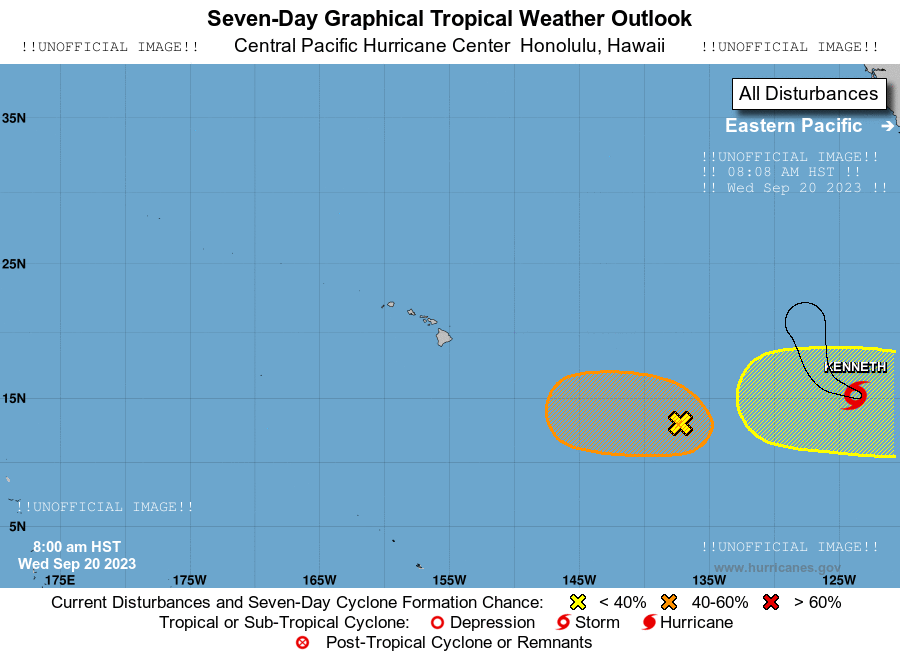 Seven-Day Graphical Tropical Weather Outlook
!!UNOFFICIAL IMAGE!! Central Pacific Hurricane Center Honolulu, Hawaii !!UNOFFICIAL IMAGE!!
All Disturbances
35N
Eastern Pacific ➔
!!UNOFFICIAL IMAGE!!
!! 08:08 AM HST !!
!! Wed Sep 20 2023 !!
25N
KENNETH
15N
!!UNOFFICIAL IMAGE!!
5N
8:00 am HST
Wed Sep 20 2023
!!UNOFFICIAL IMAGE!!
www.hurricanes.gov
175E 175W 165W 155W 145W 135W 125W
Current Disturbances and Seven-Day Cyclone Formation Chance: < 40% 40-60% > 60%
Tropical or Sub-Tropical Cyclone: Depression Storm Hurricane
Post-Tropical Cyclone or Remnants